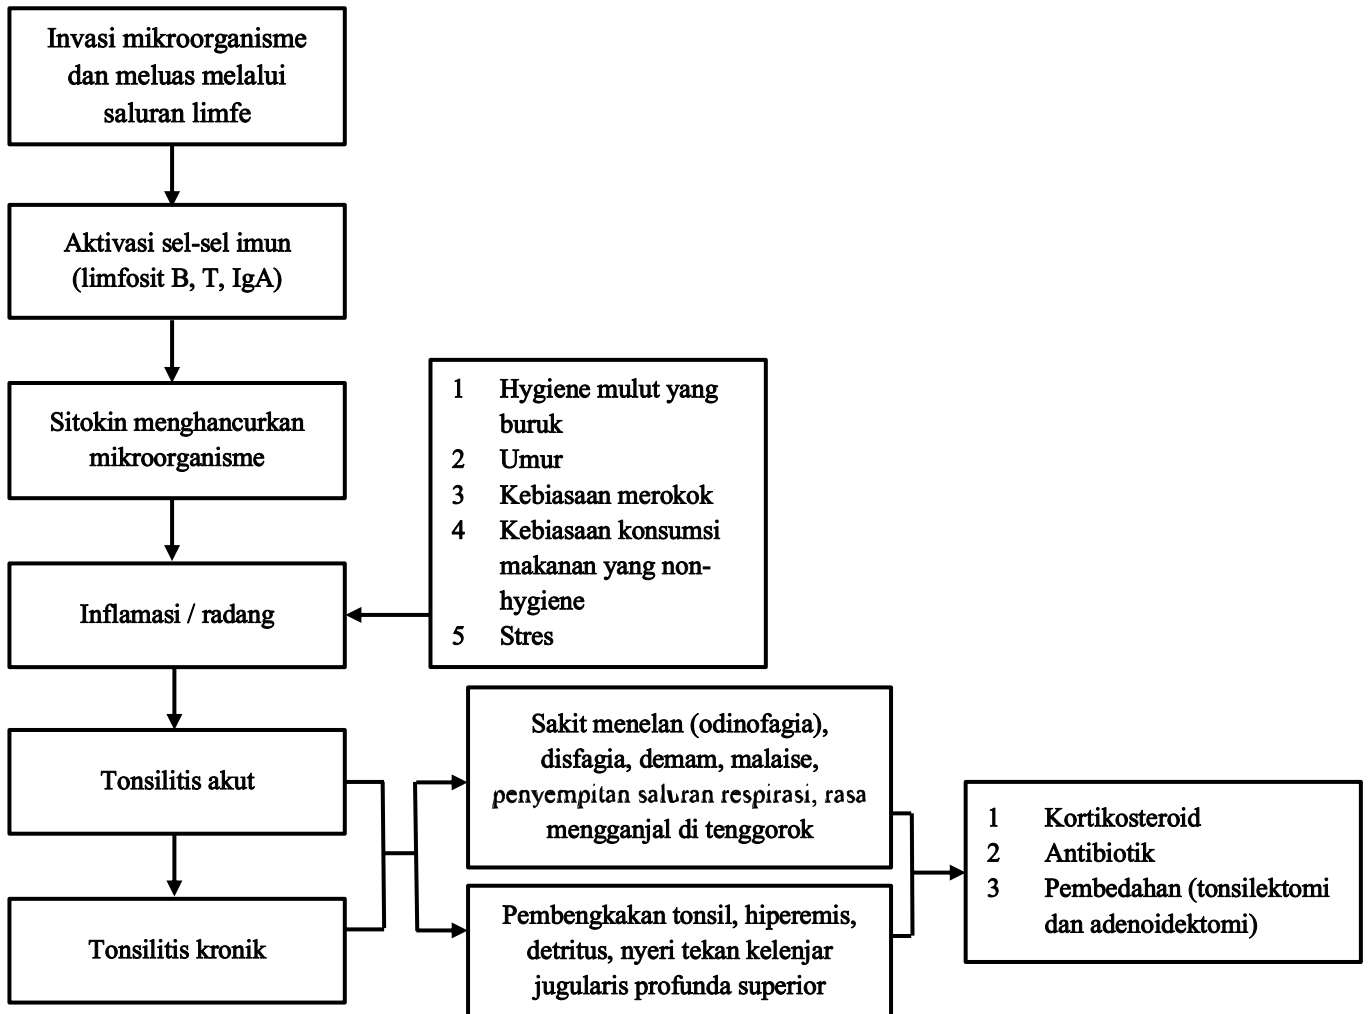 Invasi mikroorganisme
dan meluas melalui
saluran limfe
Aktivasi sel-sel imun
(limfosit B, T, IgA)
Sitokin menghancurkan
mikroorganisme
1 Hygiene mulut yang
buruk
2 Umur
3 Kebiasaan merokok
4 Kebiasaan konsumsi
makanan yang non-
hygiene
5 Stres
Inflamasi / radang
Tonsilitis akut
Tonsilitis kronik
Sakit menelan (odinofagia),
disfagia, demam, malaise,
penyempitan saluran respirasi, rasa
mengganjal di tenggorok
Pembengkakan tonsil, hiperemis,
detritus, nyeri tekan kelenjar
jugularis profunda superior
1 Kortikosteroid
2 Antibiotik
3 Pembedahan (tonsilektomi
dan adenoidektomi)